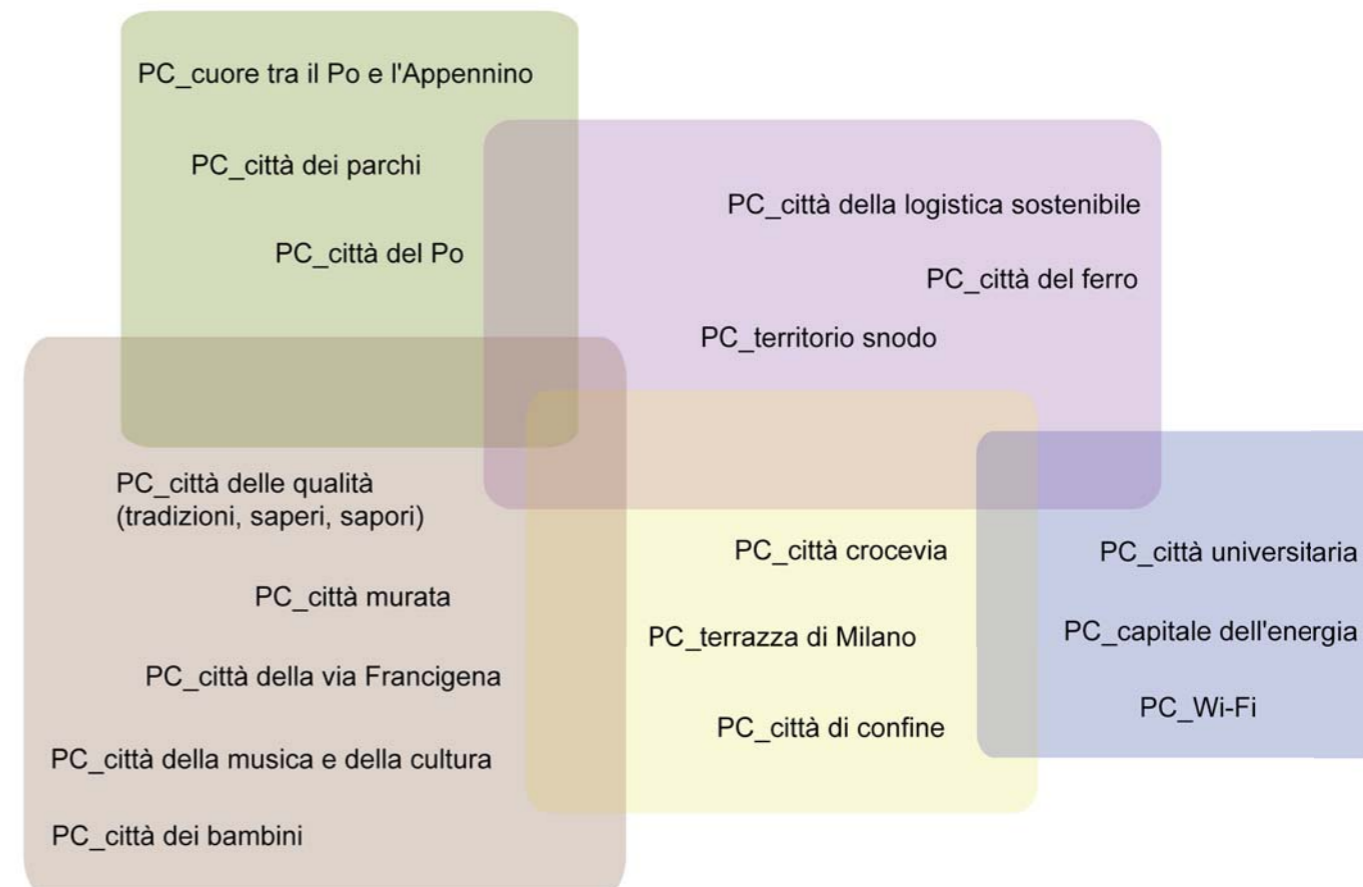 PC_cuore tra il Po e l'Appennino
PC_città dei parchi
PC_città del Po
PC_città della logistica sostenibile
PC_città del ferro
PC_territorio snodo
PC_città delle qualità
(tradizioni, saperi, sapori)
PC_città murata
PC_città della via Francigena
PC_città della musica e della cultura
PC_città dei bambini
PC_città crocevia
PC_terrazza di Milano
PC_città di confine
PC_città universitaria
PC_capitale dell'energia
PC_Wi-Fi